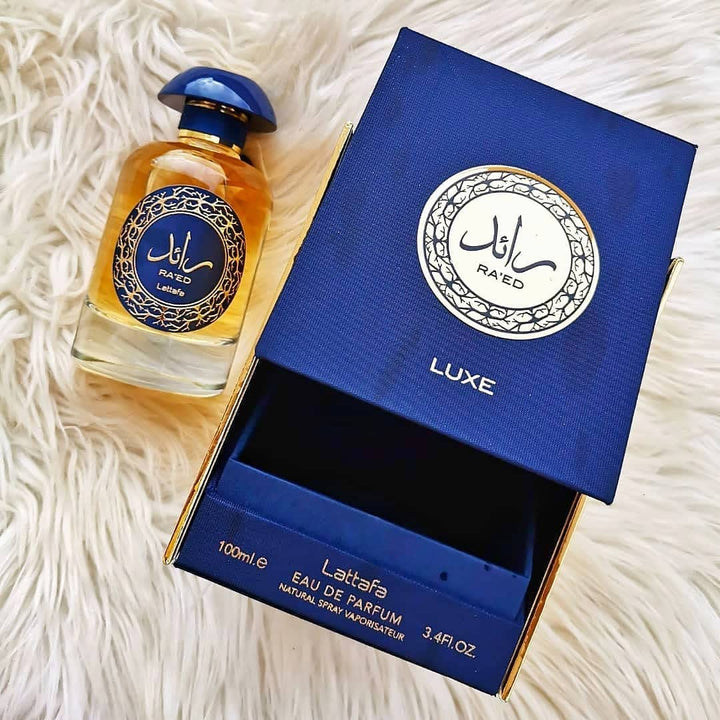 رائد
RA'ED
Lattafa
رائد
RA'ED
LUXE
100ml.e
Lattafa
EAU DE PARFUM
NATURAL SPRAY VAPORISATEUR
3.4Fl.OZ.